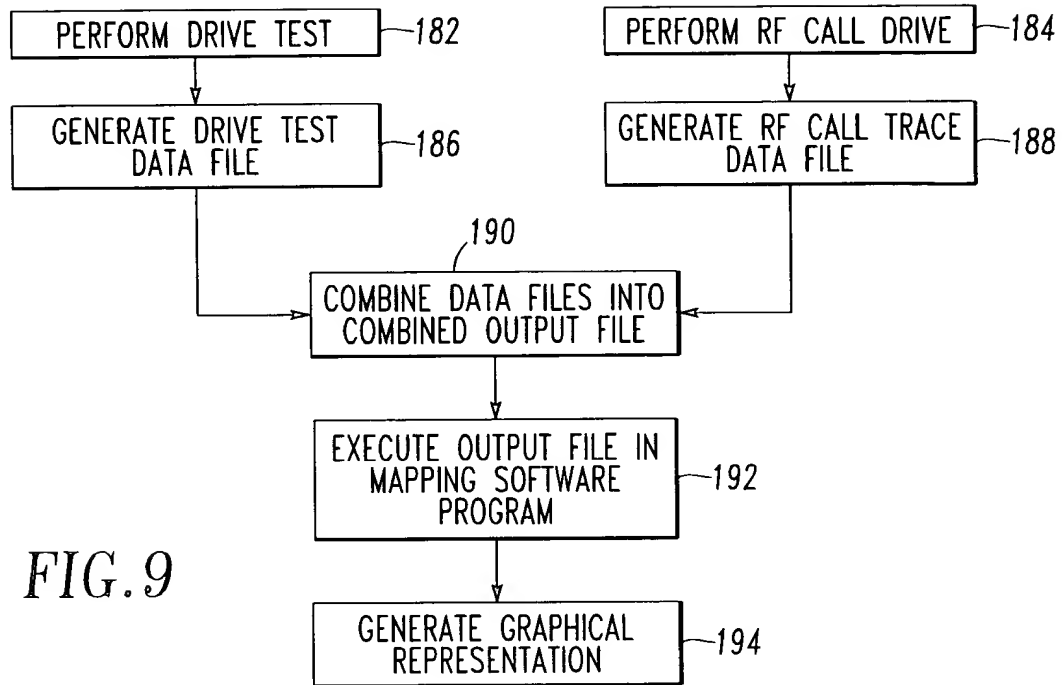 PERFORM DRIVE TEST
182
PERFORM RF CALL DRIVE
184
GENERATE DRIVE TEST
DATA FILE
186
GENERATE RF CALL TRACE
DATA FILE
188
190
COMBINE DATA FILES INTO
COMBINED OUTPUT FILE
EXECUTE OUTPUT FILE IN
MAPPING SOFTWARE
PROGRAM
192
FIG. 9
GENERATE GRAPHICAL
REPRESENTATION
194